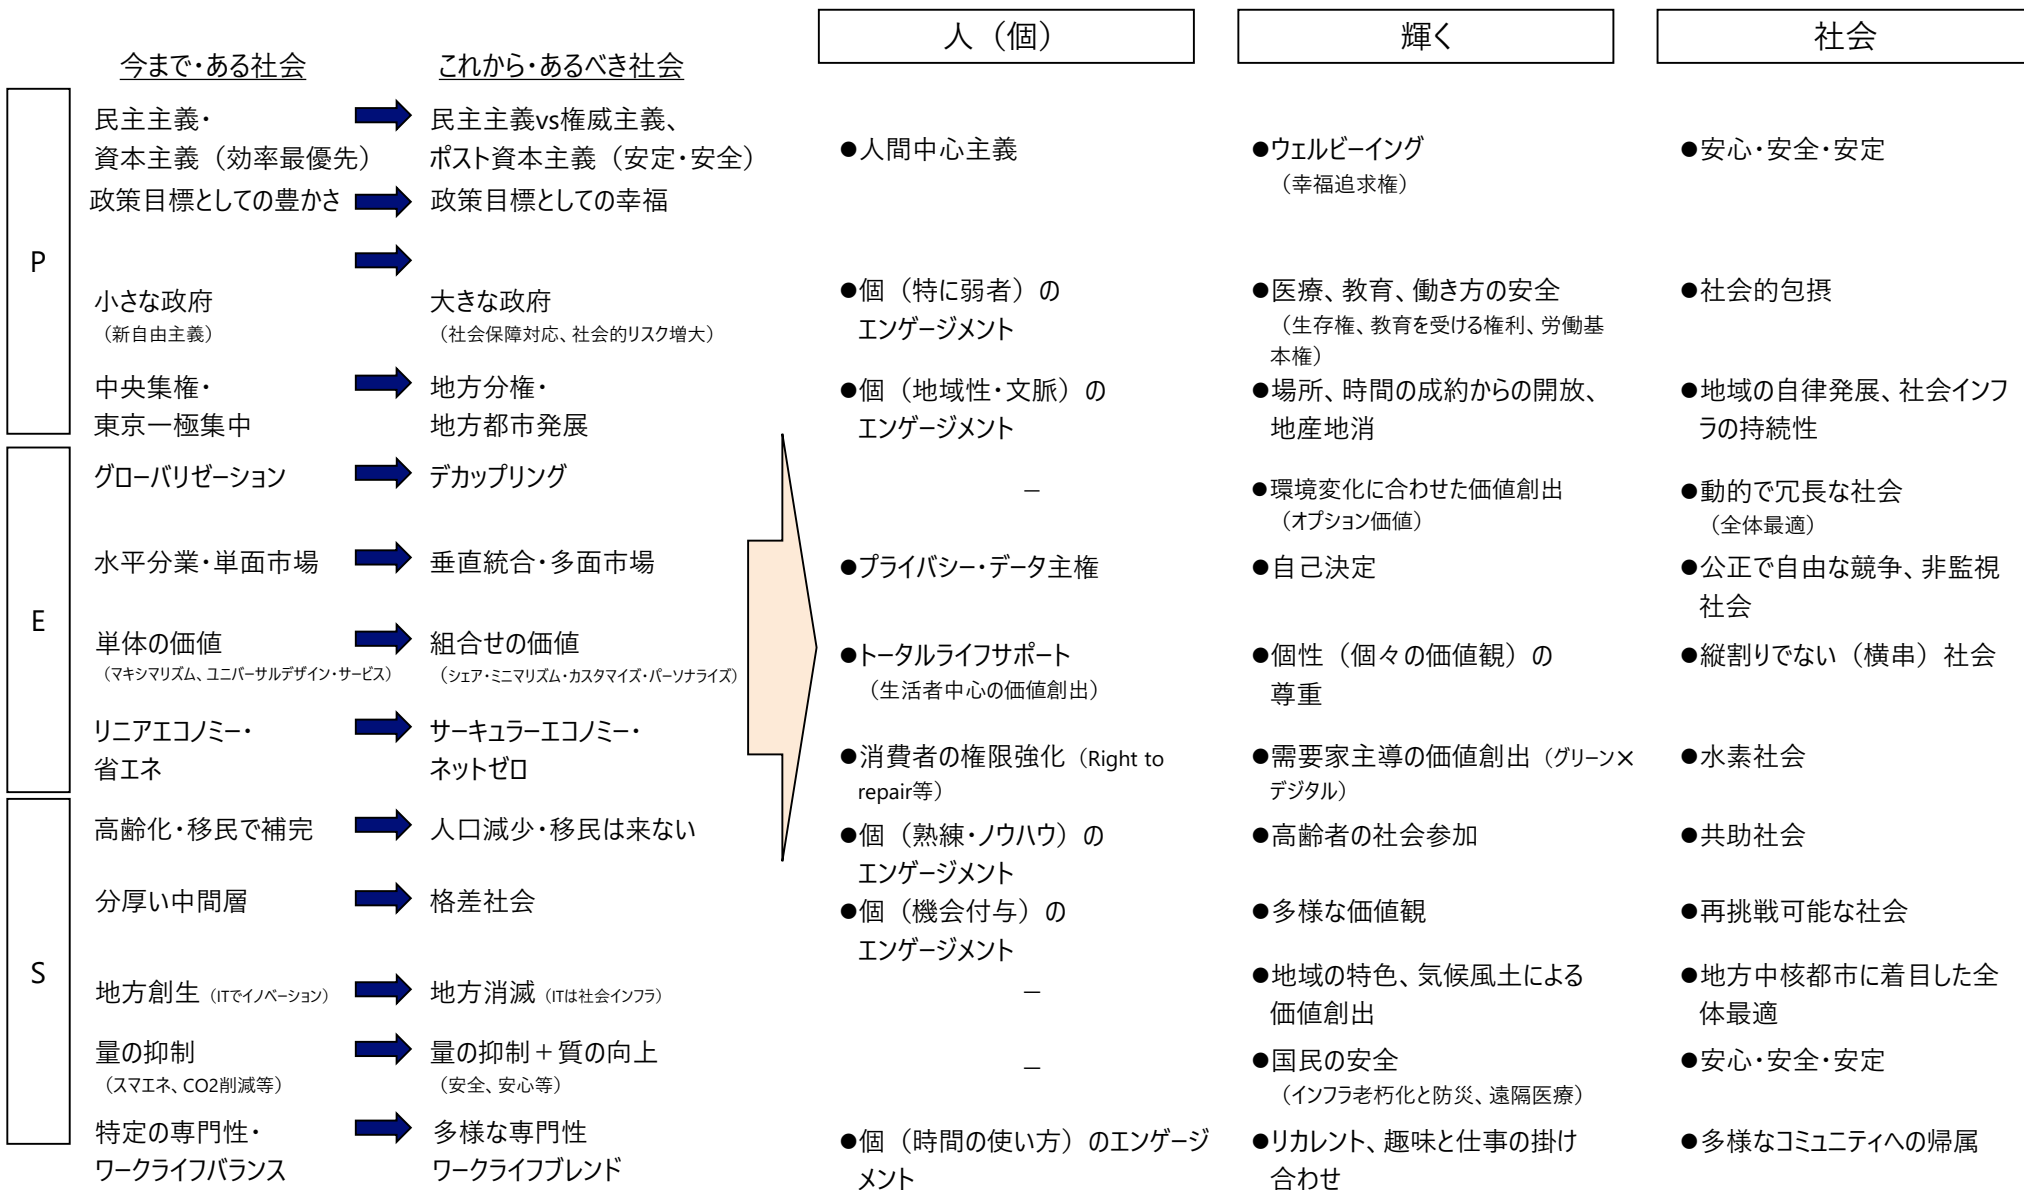 人（個）
輝く
社会
今まで・ある社会
これから・あるべき社会
P
民主主義・
資本主義（効率最優先）
民主主義vs権威主義、
ポスト資本主義（安定・安全）
●人間中心主義
●ウェルビーイング
（幸福追求権）
●安心・安全・安定
政策目標としての豊かさ
政策目標としての幸福
小さな政府
（新自由主義）
大きな政府
（社会保障対応、社会的リスク増大）
●個（特に弱者）の
エンゲージメント
●医療、教育、働き方の安全
（生存権、教育を受ける権利、労働基
本権）
●社会的包摂
中央集権・
東京一極集中
地方分権・
地方都市発展
●個（地域性・文脈）の
エンゲージメント
●場所、時間の成約からの開放、
地産地消
●地域の自律発展、社会インフ
ラの持続性
E
グローバリゼーション
デカップリング
–
●環境変化に合わせた価値創出
（オプション価値）
●動的で冗長な社会
（全体最適）
水平分業・単面市場
垂直統合・多面市場
●プライバシー・データ主権
●自己決定
●公正で自由な競争、非監視
社会
単体の価値
（マキシマリズム、ユニバーサルデザイン・サービス）
組合せの価値
（シェア・ミニマリズム・カスタマイズ・パーソナライズ）
●トータルライフサポート
（生活者中心の価値創出）
●個性（個々の価値観）の
尊重
●縦割りでない（横串）社会
リニアエコノミー・
省エネ
サーキュラーエコノミー・
ネットゼロ
●消費者の権限強化（Right to
repair等）
●需要家主導の価値創出（グリーン×
デジタル）
●水素社会
S
高齢化・移民で補完
人口減少・移民は来ない
●個（熟練・ノウハウ）の
エンゲージメント
●高齢者の社会参加
●共助社会
分厚い中間層
格差社会
●個（機会付与）の
エンゲージメント
●多様な価値観
●再挑戦可能な社会
地方創生（ITでイノベーション）
地方消滅（ITは社会インフラ）
–
●地域の特色、気候風土による
価値創出
●地方中核都市に着目した全
体最適
量の抑制
（スマエネ、CO2削減等）
量の抑制＋質の向上
（安全、安心等）
–
●国民の安全
（インフラ老朽化と防災、遠隔医療）
●安心・安全・安定
特定の専門性・
ワークライフバランス
多様な専門性
ワークライフブレンド
●個（時間の使い方）のエンゲージ
メント
●リカレント、趣味と仕事の掛け
合わせ
●多様なコミュニティへの帰属